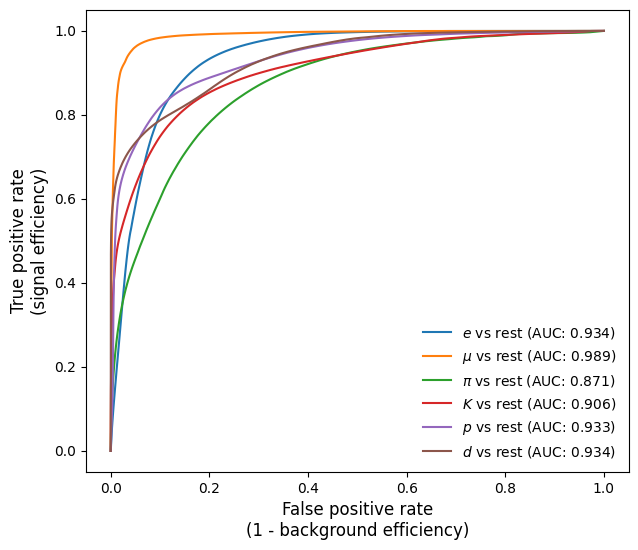 True positive rate
(signal efficiency)
1.0
0.8
0.6
0.4
0.2
0.0
e vs rest (AUC: 0.934)
μ vs rest (AUC: 0.989)
π vs rest (AUC: 0.871)
K vs rest (AUC: 0.906)
p vs rest (AUC: 0.933)
d vs rest (AUC: 0.934)
0.0 0.2 0.4 0.6 0.8 1.0
False positive rate
(1 - background efficiency)